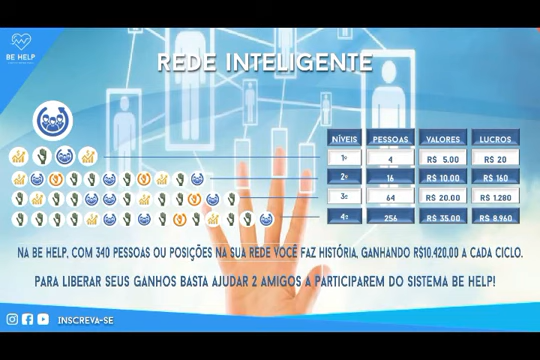 BE HELP
REDE INTELIGENTE
NÍVEIS PESSOAS VALORES LUCROS
1º 4 R$ 5.00 R$ 20
2º 16 R$ 10.00 R$ 160
3º 64 R$ 20.00 R$ 1.280
4º 256 R$ 35.00 R$ 8.960
NA BE HELP, COM 340 PESSOAS OU POSIÇÕES NA SUA REDE VOCÊ FAZ HISTÓRIA, GANHANDO R$10.420,00 A CADA CICLO.
PARA LIBERAR SEUS GANHOS BASTA AJUDAR 2 AMIGOS A PARTICIPAREM DO SISTEMA BE HELP!
INSCREVA-SE